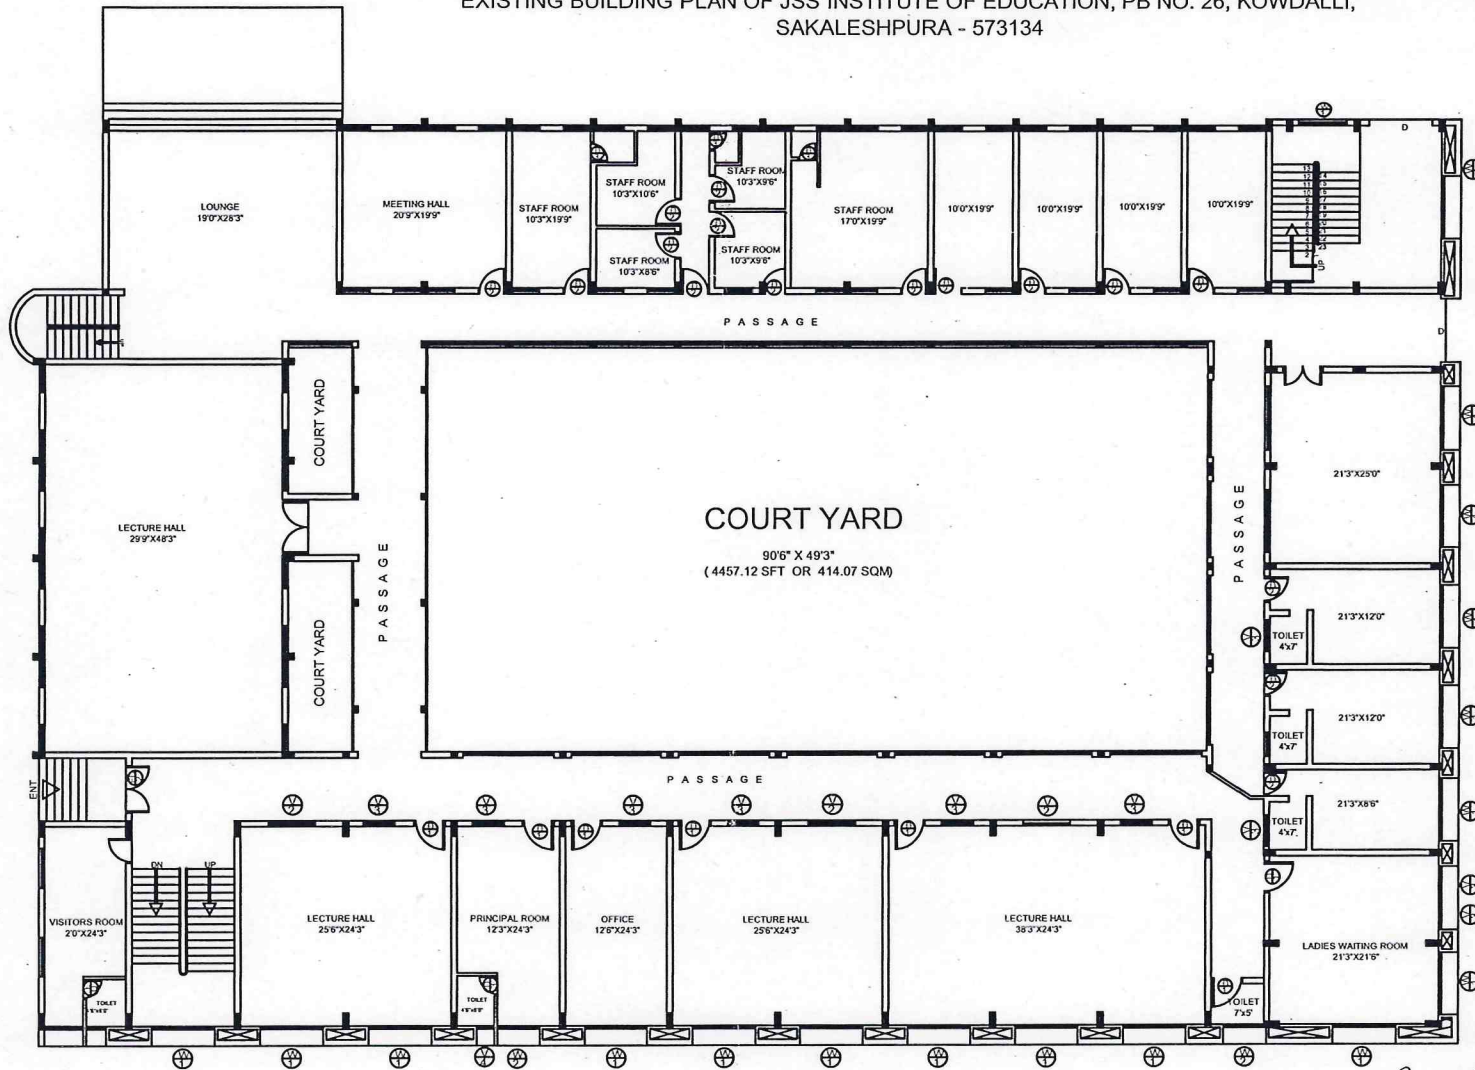 EXISTING BUILDING PLAN OF JSS INSTITUTE OF EDUCATION, PB NO. 26, KOWDALLI,
SAKALESHPURA - 573134
D
LOUNGE
19'0"X28'3"
MEETING HALL
20'9"X19'9"
STAFF ROOM
10'3"X19'9"
STAFF ROOM
10'3"X10'6"
STAFF ROOM
10'3"X8'6"
STAFF ROOM
10'3"X9'6"
STAFF ROOM
10'3"X9'6"
STAFF ROOM
17'0"X19'9"
10'0"X19'9"
10'0"X19'9"
10'0"X19'9"
10'0"X19'9"
UP
PASSAGE
D
COURT YARD
LECTURE HALL
29'9"X48'3"
COURT YARD
PASSAGE
COURT YARD
90'6" X 49'3"
( 4457.12 SFT OR 414.07 SQM)
PASSAGE
21'3"X25'0"
21'3"X12'0"
TOILET
4'x7'
21'3"X12'0"
TOILET
4'x7'
21'3"X8'6"
TOILET
4'x7'
ENT
PASSAGE
DN
UP
VISITORS ROOM
2'0"X24'3"
TOILET
LECTURE HALL
25'6"X24'3"
PRINCIPAL ROOM
12'3"X24'3"
TOILET
OFFICE
12'6"X24'3"
LECTURE HALL
25'6"X24'3"
LECTURE HALL
38'3"X24'3"
LADIES WAITING ROOM
21'3"X21'6"
TOILET
7'x5'